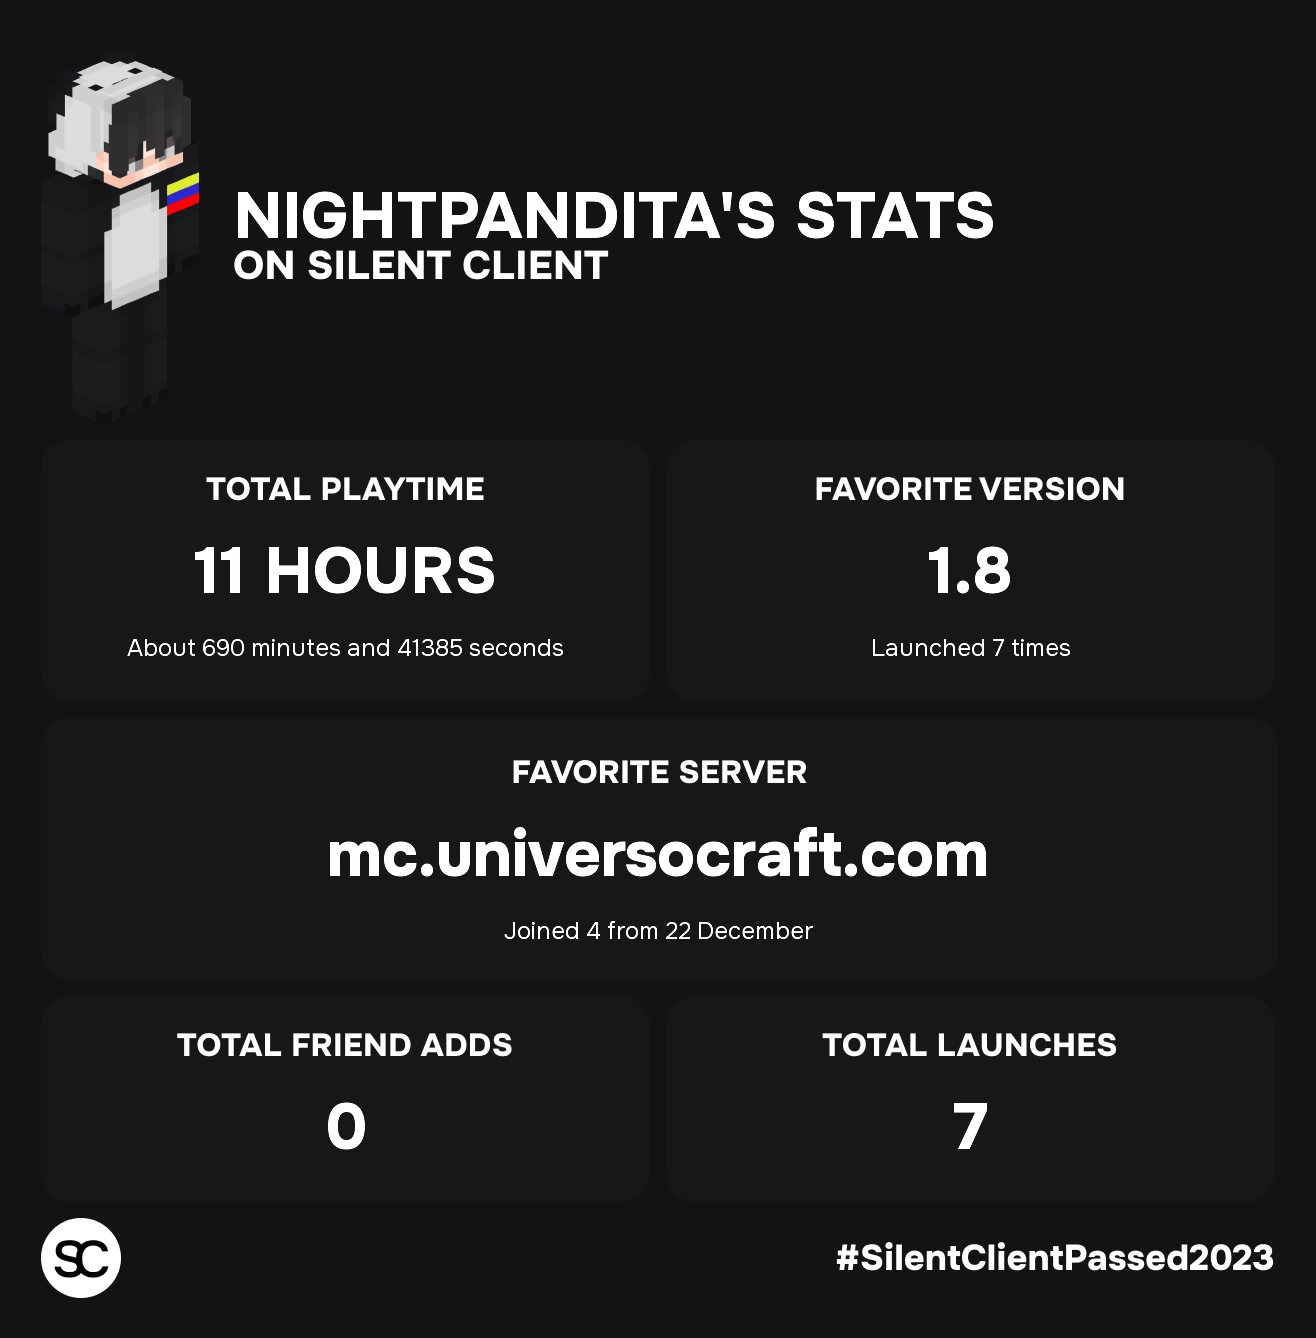 NIGHTPANDITA'S STATS
ON SILENT CLIENT
TOTAL PLAYTIME
11 HOURS
About 690 minutes and 41385 seconds
FAVORITE VERSION
1.8
Launched 7 times
FAVORITE SERVER
mc.universocraft.com
Joined 4 from 22 December
TOTAL FRIEND ADDS
0
TOTAL LAUNCHES
7
SC
#SilentClientPassed2023